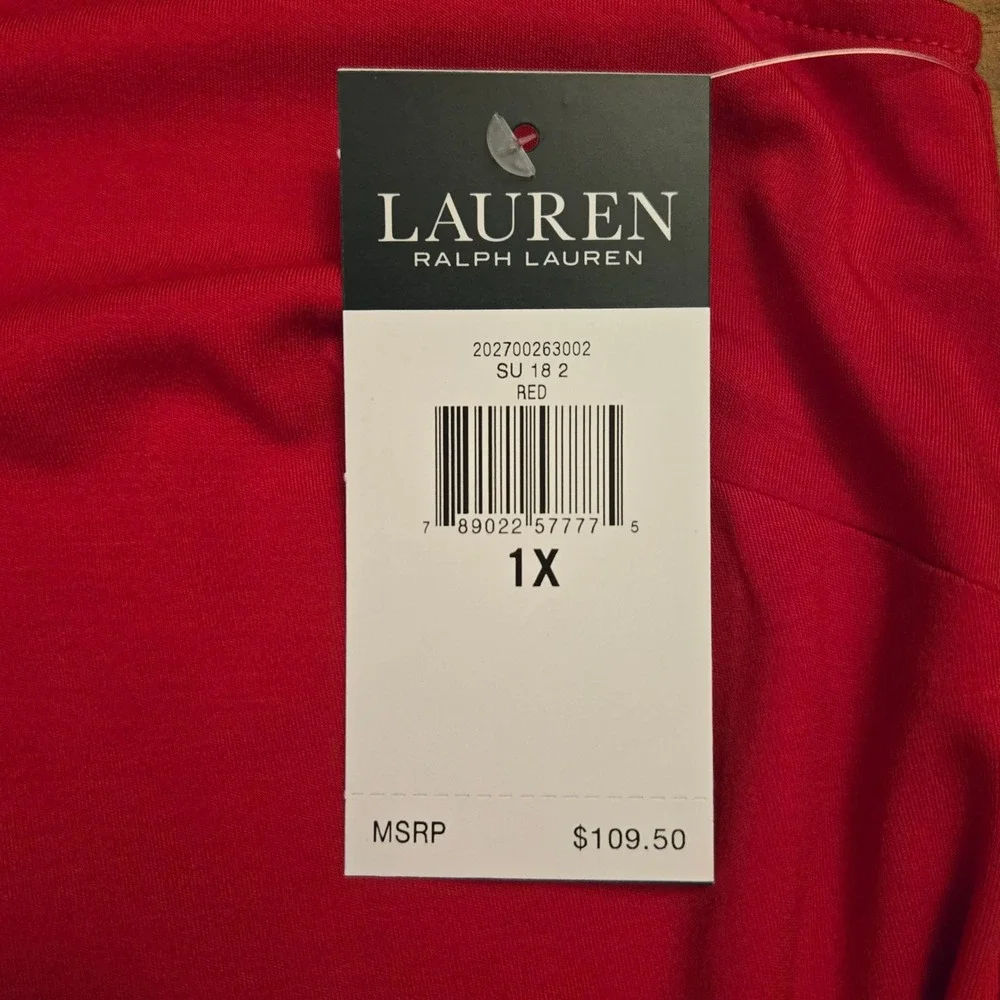 LAUREN
RALPH LAUREN
202700263002
SU 18 2
RED
7 89022 57777 5
1X
MSRP $109.50